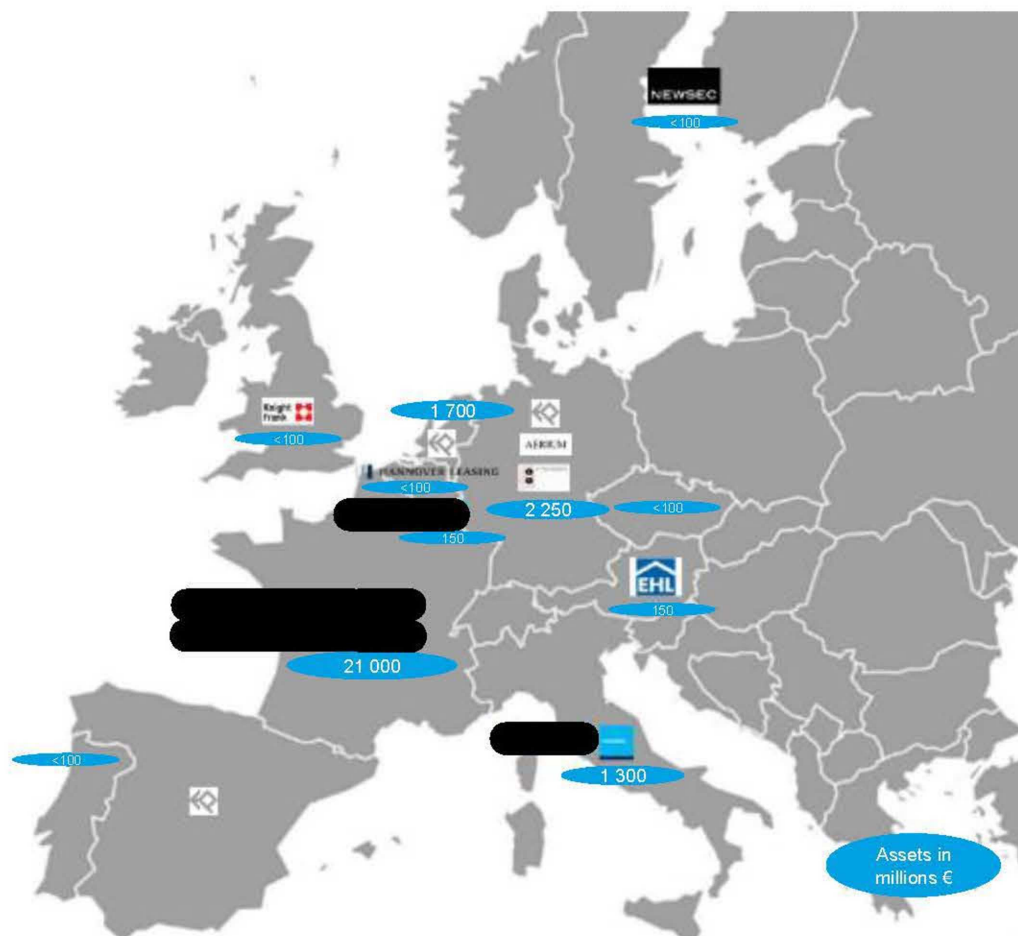 NEWSEC
<100
Knight
Frank
<100
1 700
AERIUM
HANNOVER LEASING
<100
2 250
<100
150
EHL
150
21 000
<100
1 300
Assets in
millions €